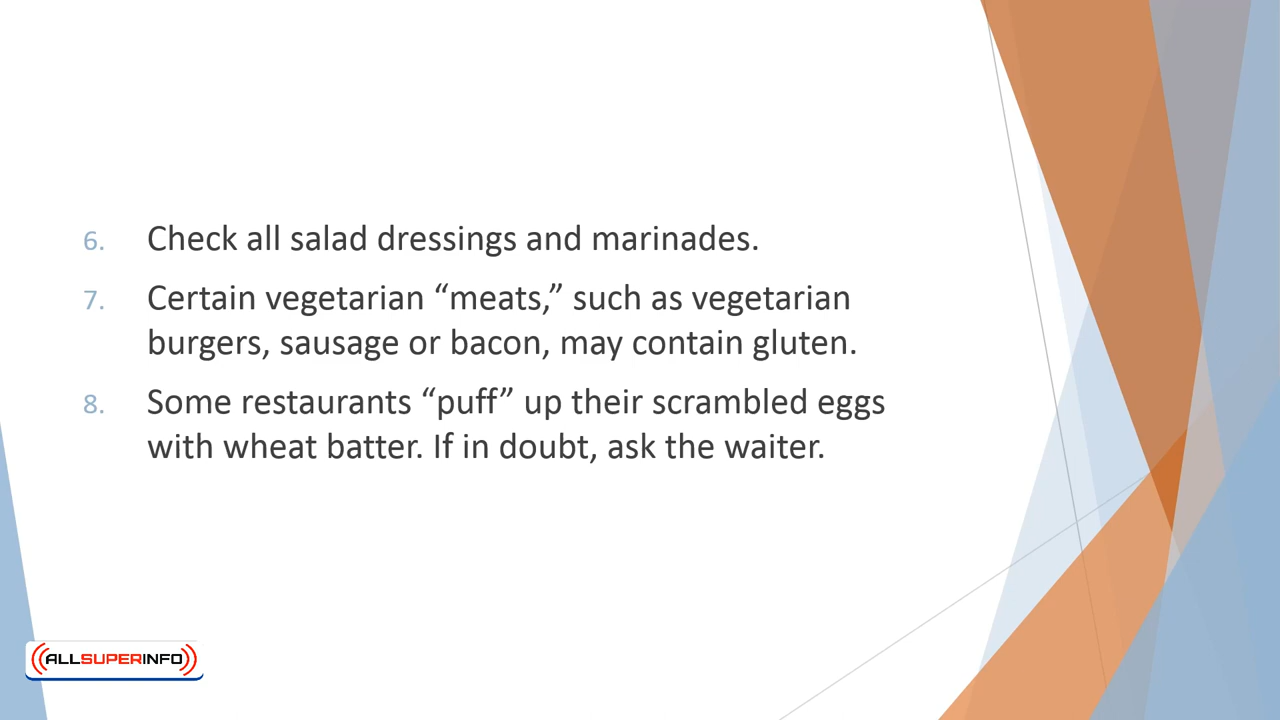 6. Check all salad dressings and marinades.
7. Certain vegetarian “meats,” such as vegetarian
burgers, sausage or bacon, may contain gluten.
8. Some restaurants “puff” up their scrambled eggs
with wheat batter. If in doubt, ask the waiter.
ALLSUPERINFO